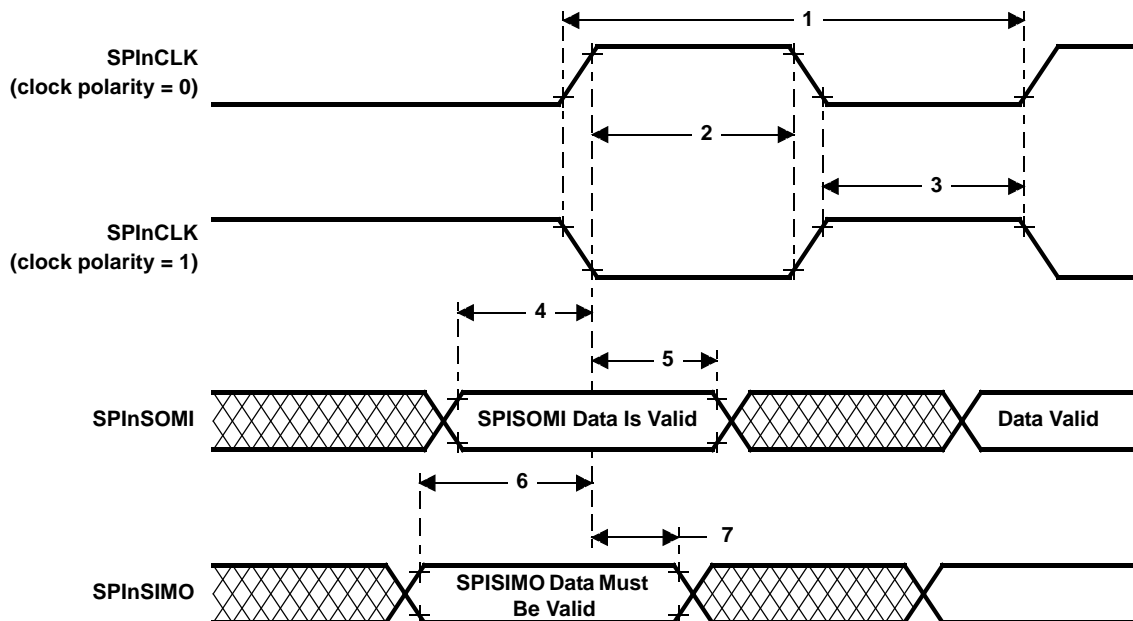 1
SPInCLK
(clock polarity = 0)
2
3
SPInCLK
(clock polarity = 1)
4
5
SPInSOMI
SPISOMI Data Is Valid
Data Valid
6
7
SPInSIMO
SPISIMO Data Must
Be Valid